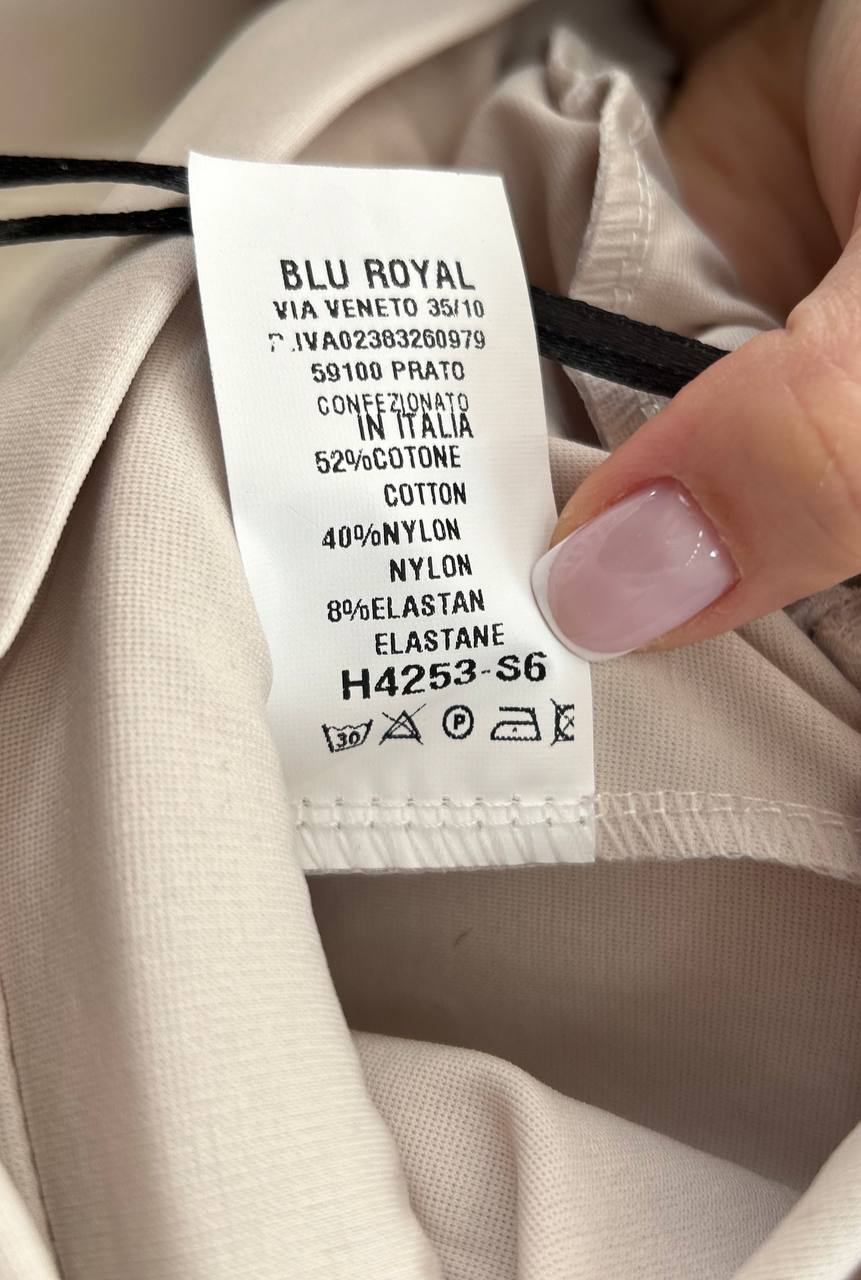 BLU ROYAL
VIA VENETO 35/10
P.IVA02383260979
59100 PRATO
CONFEZIONATO
IN ITALIA
52%COTONE
COTTON
40%NYLON
NYLON
8%ELASTAN
ELASTANE
H4253-S6
30 P